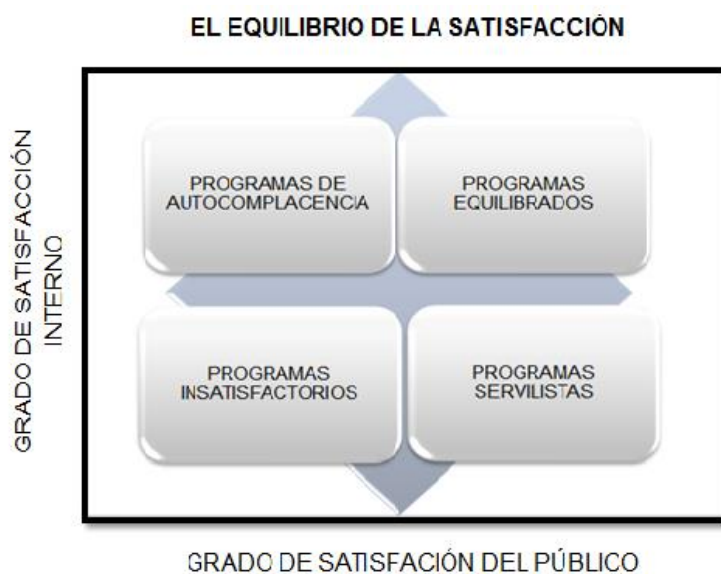 EL EQUILIBRIO DE LA SATISFACCIÓN
GRADO DE SATISFACCIÓN
INTERNO
PROGRAMAS DE
AUTOCOMPLACENCIA
PROGRAMAS
EQUILIBRADOS
PROGRAMAS
INSATISFACTORIOS
PROGRAMAS
SERVILISTAS
GRADO DE SATISFACIÓN DEL PÚBLICO